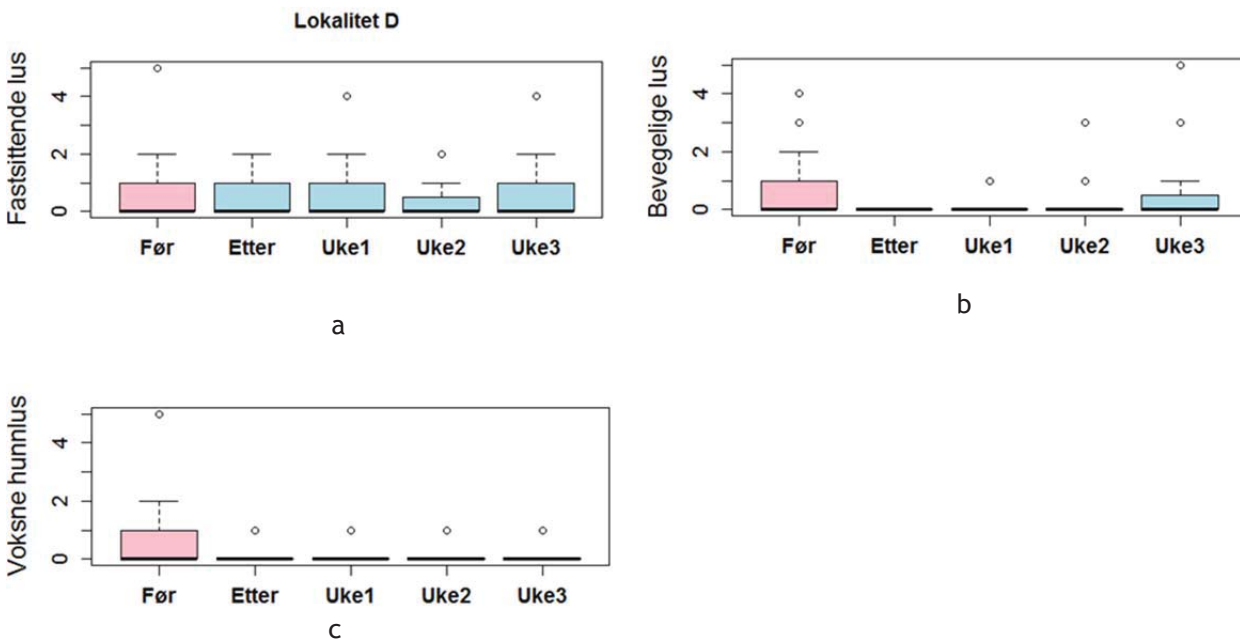 Lokalitet D
Fastsittende lus
4
2
0
Før Etter Uke1 Uke2 Uke3
a
Bevegelige lus
4
2
0
Før Etter Uke1 Uke2 Uke3
b
Voksne hunnlus
4
2
0
Før Etter Uke1 Uke2 Uke3
c